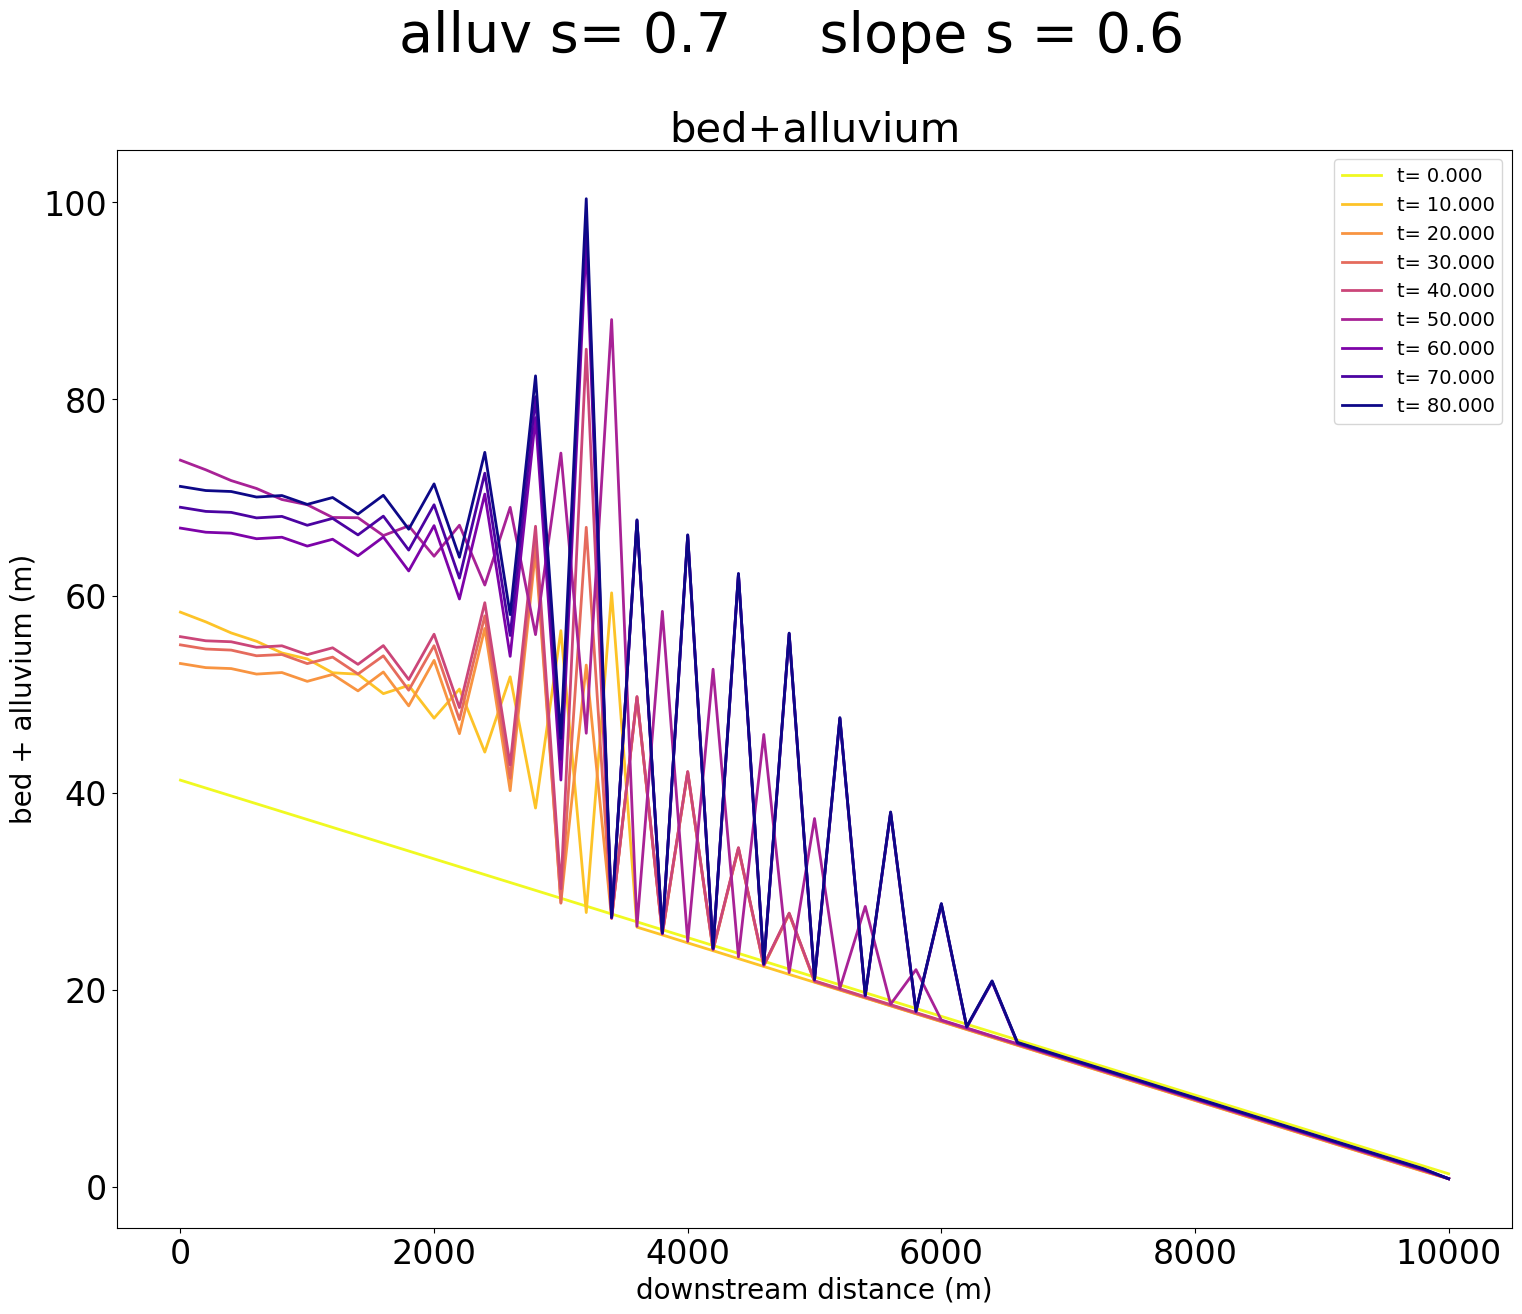 alluv s= 0.7     slope s = 0.6
bed+alluvium
t= 0.000
t= 10.000
t= 20.000
t= 30.000
t= 40.000
t= 50.000
t= 60.000
t= 70.000
t= 80.000
100
80
60
40
20
0
bed + alluvium (m)
0 2000 4000 6000 8000 10000
downstream distance (m)